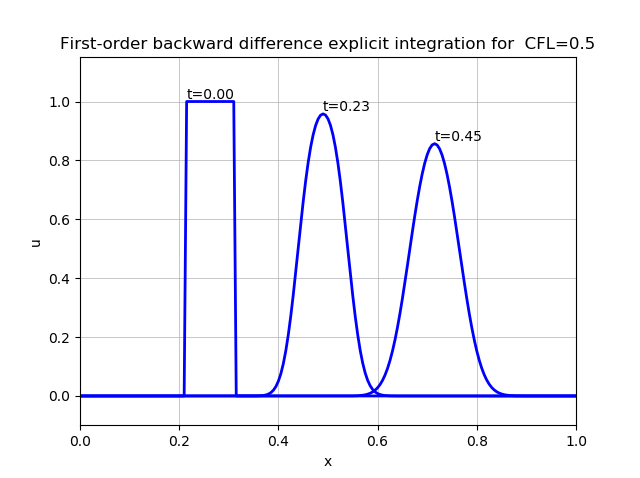 First-order backward difference explicit integration for  CFL=0.5
t=0.00
t=0.23
t=0.45
u
1.0
0.8
0.6
0.4
0.2
0.0
0.0 0.2 0.4 0.6 0.8 1.0
x